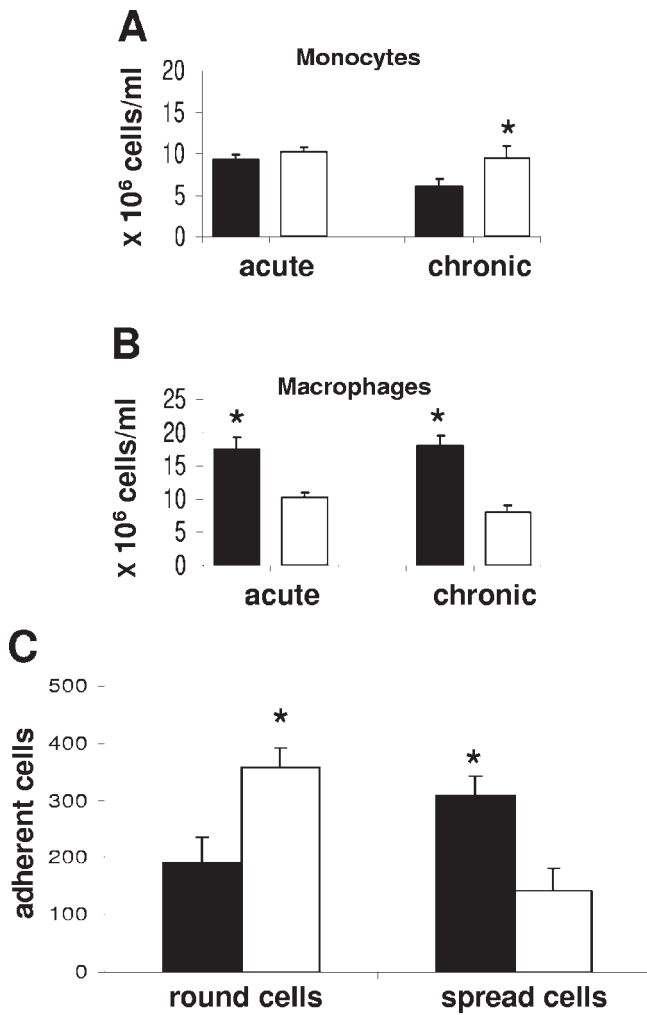 A
Monocytes
x 10⁶ cells/ml
20
15
10
5
0
*
acute
chronic
B
Macrophages
x 10⁶ cells/ml
25
20
15
10
5
0
*
*
acute
chronic
C
adherent cells
500
400
300
200
100
0
*
*
round cells
spread cells